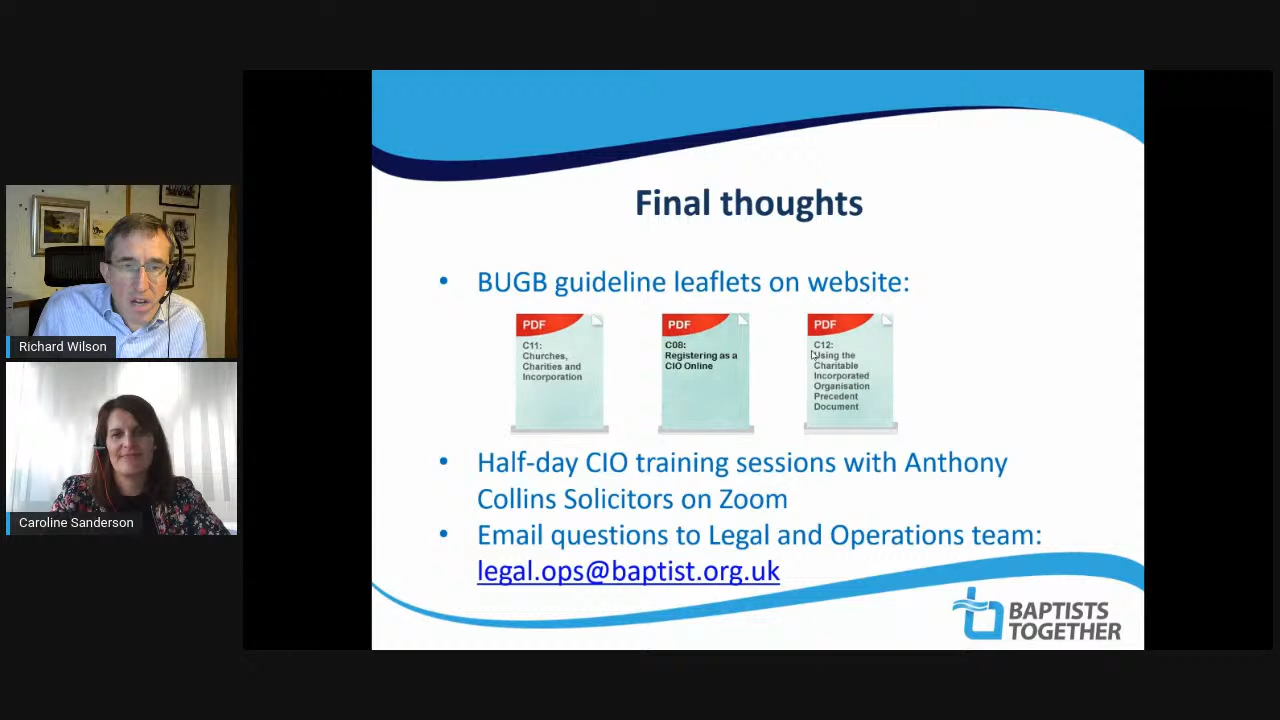 Final thoughts
• BUGB guideline leaflets on website:
PDF
C11:
Churches,
Charities and
Incorporation
PDF
C08:
Registering as a
CIO Online
PDF
C12:
Using the
Charitable
Incorporated
Organisation
Precedent
Document
• Half-day CIO training sessions with Anthony
Collins Solicitors on Zoom
• Email questions to Legal and Operations team:
legal.ops@baptist.org.uk
BAPTISTS
TOGETHER
Richard Wilson
Caroline Sanderson